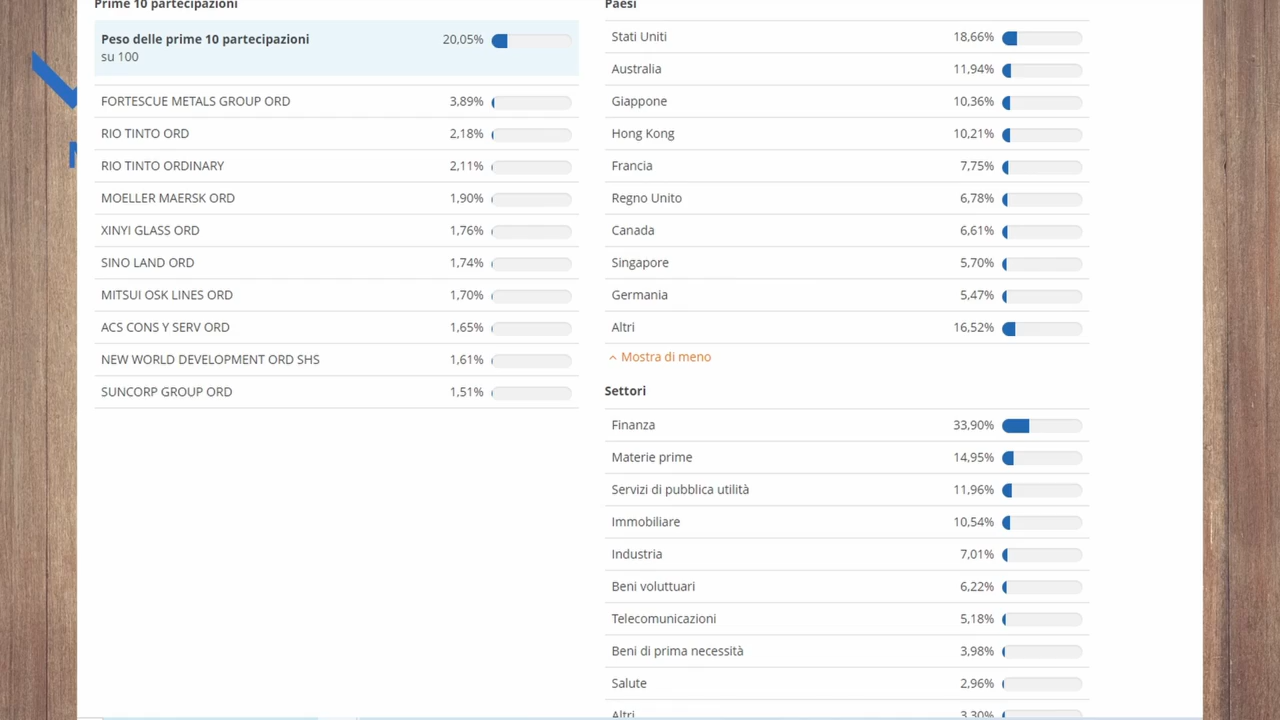 Prime 10 partecipazioni
Peso delle prime 10 partecipazioni 20,05%
su 100
FORTESCUE METALS GROUP ORD 3,89%
RIO TINTO ORD 2,18%
RIO TINTO ORDINARY 2,11%
MOELLER MAERSK ORD 1,90%
XINYI GLASS ORD 1,76%
SINO LAND ORD 1,74%
MITSUI OSK LINES ORD 1,70%
ACS CONS Y SERV ORD 1,65%
NEW WORLD DEVELOPMENT ORD SHS 1,61%
SUNCORP GROUP ORD 1,51%
Paesi
Stati Uniti 18,66%
Australia 11,94%
Giappone 10,36%
Hong Kong 10,21%
Francia 7,75%
Regno Unito 6,78%
Canada 6,61%
Singapore 5,70%
Germania 5,47%
Altri 16,52%
Mostra di meno
Settori
Finanza 33,90%
Materie prime 14,95%
Servizi di pubblica utilità 11,96%
Immobiliare 10,54%
Industria 7,01%
Beni voluttuari 6,22%
Telecomunicazioni 5,18%
Beni di prima necessità 3,98%
Salute 2,96%
Altri 3,30%